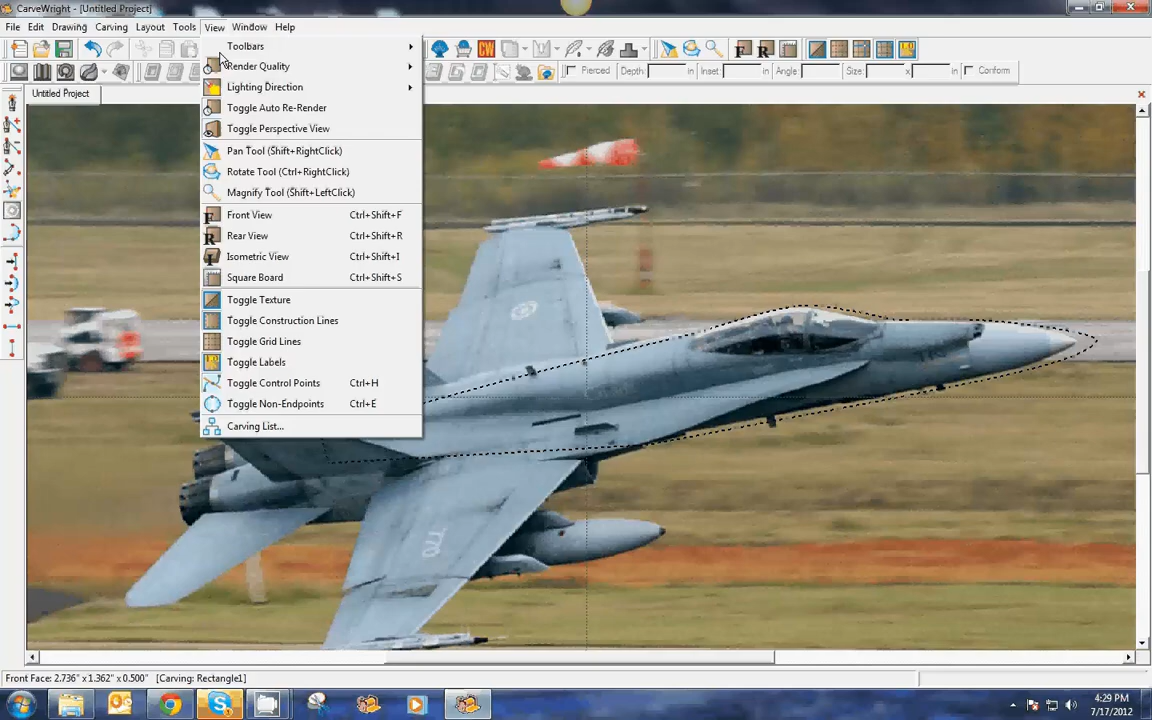 CarveWright - [Untitled Project]
File Edit Drawing Carving Layout Tools View Window Help
CW F R
Pierced Depth: Inset: Angle: Size: x Conform
Untitled Project
Toolbars
Render Quality
Lighting Direction
Toggle Auto Re-Render
Toggle Perspective View
Pan Tool (Shift+RightClick)
Rotate Tool (Ctrl+RightClick)
Magnify Tool (Shift+LeftClick)
Front View Ctrl+Shift+F
Rear View Ctrl+Shift+R
Isometric View Ctrl+Shift+I
Square Board Ctrl+Shift+S
Toggle Texture
Toggle Construction Lines
Toggle Grid Lines
Toggle Labels
Toggle Control Points Ctrl+H
Toggle Non-Endpoints Ctrl+E
Carving List...
Front Face: 2.736" x 1.362" x 0.500" [Carving: Rectangle1]
4:29 PM
7/17/2012